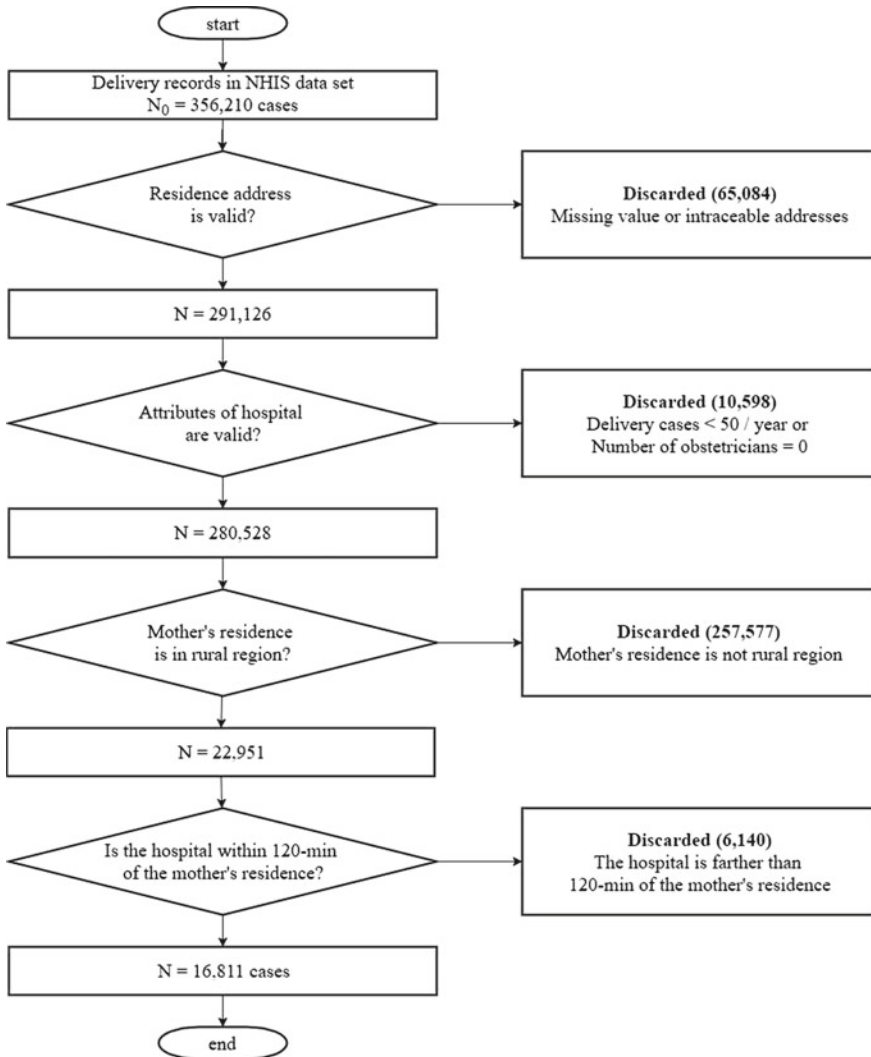 start
Delivery records in NHIS data set
N0 = 356,210 cases
Residence address
is valid?
Discarded (65,084)
Missing value or intraceable addresses
N = 291,126
Attributes of hospital
are valid?
Discarded (10,598)
Delivery cases < 50 / year or
Number of obstetricians = 0
N = 280,528
Mother's residence
is in rural region?
Discarded (257,577)
Mother's residence is not rural region
N = 22,951
Is the hospital within 120-min
of the mother's residence?
Discarded (6,140)
The hospital is farther than
120-min of the mother's residence
N = 16.811 cases
end